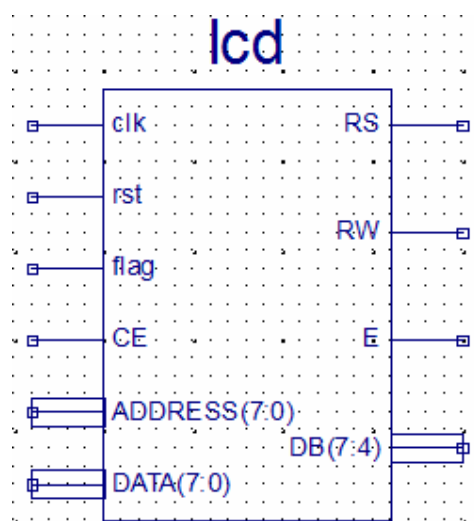 lcd
clk
RS
rst
RW
flag
CE
E
ADDRESS(7:0)
DB(7:4)
DATA(7:0)